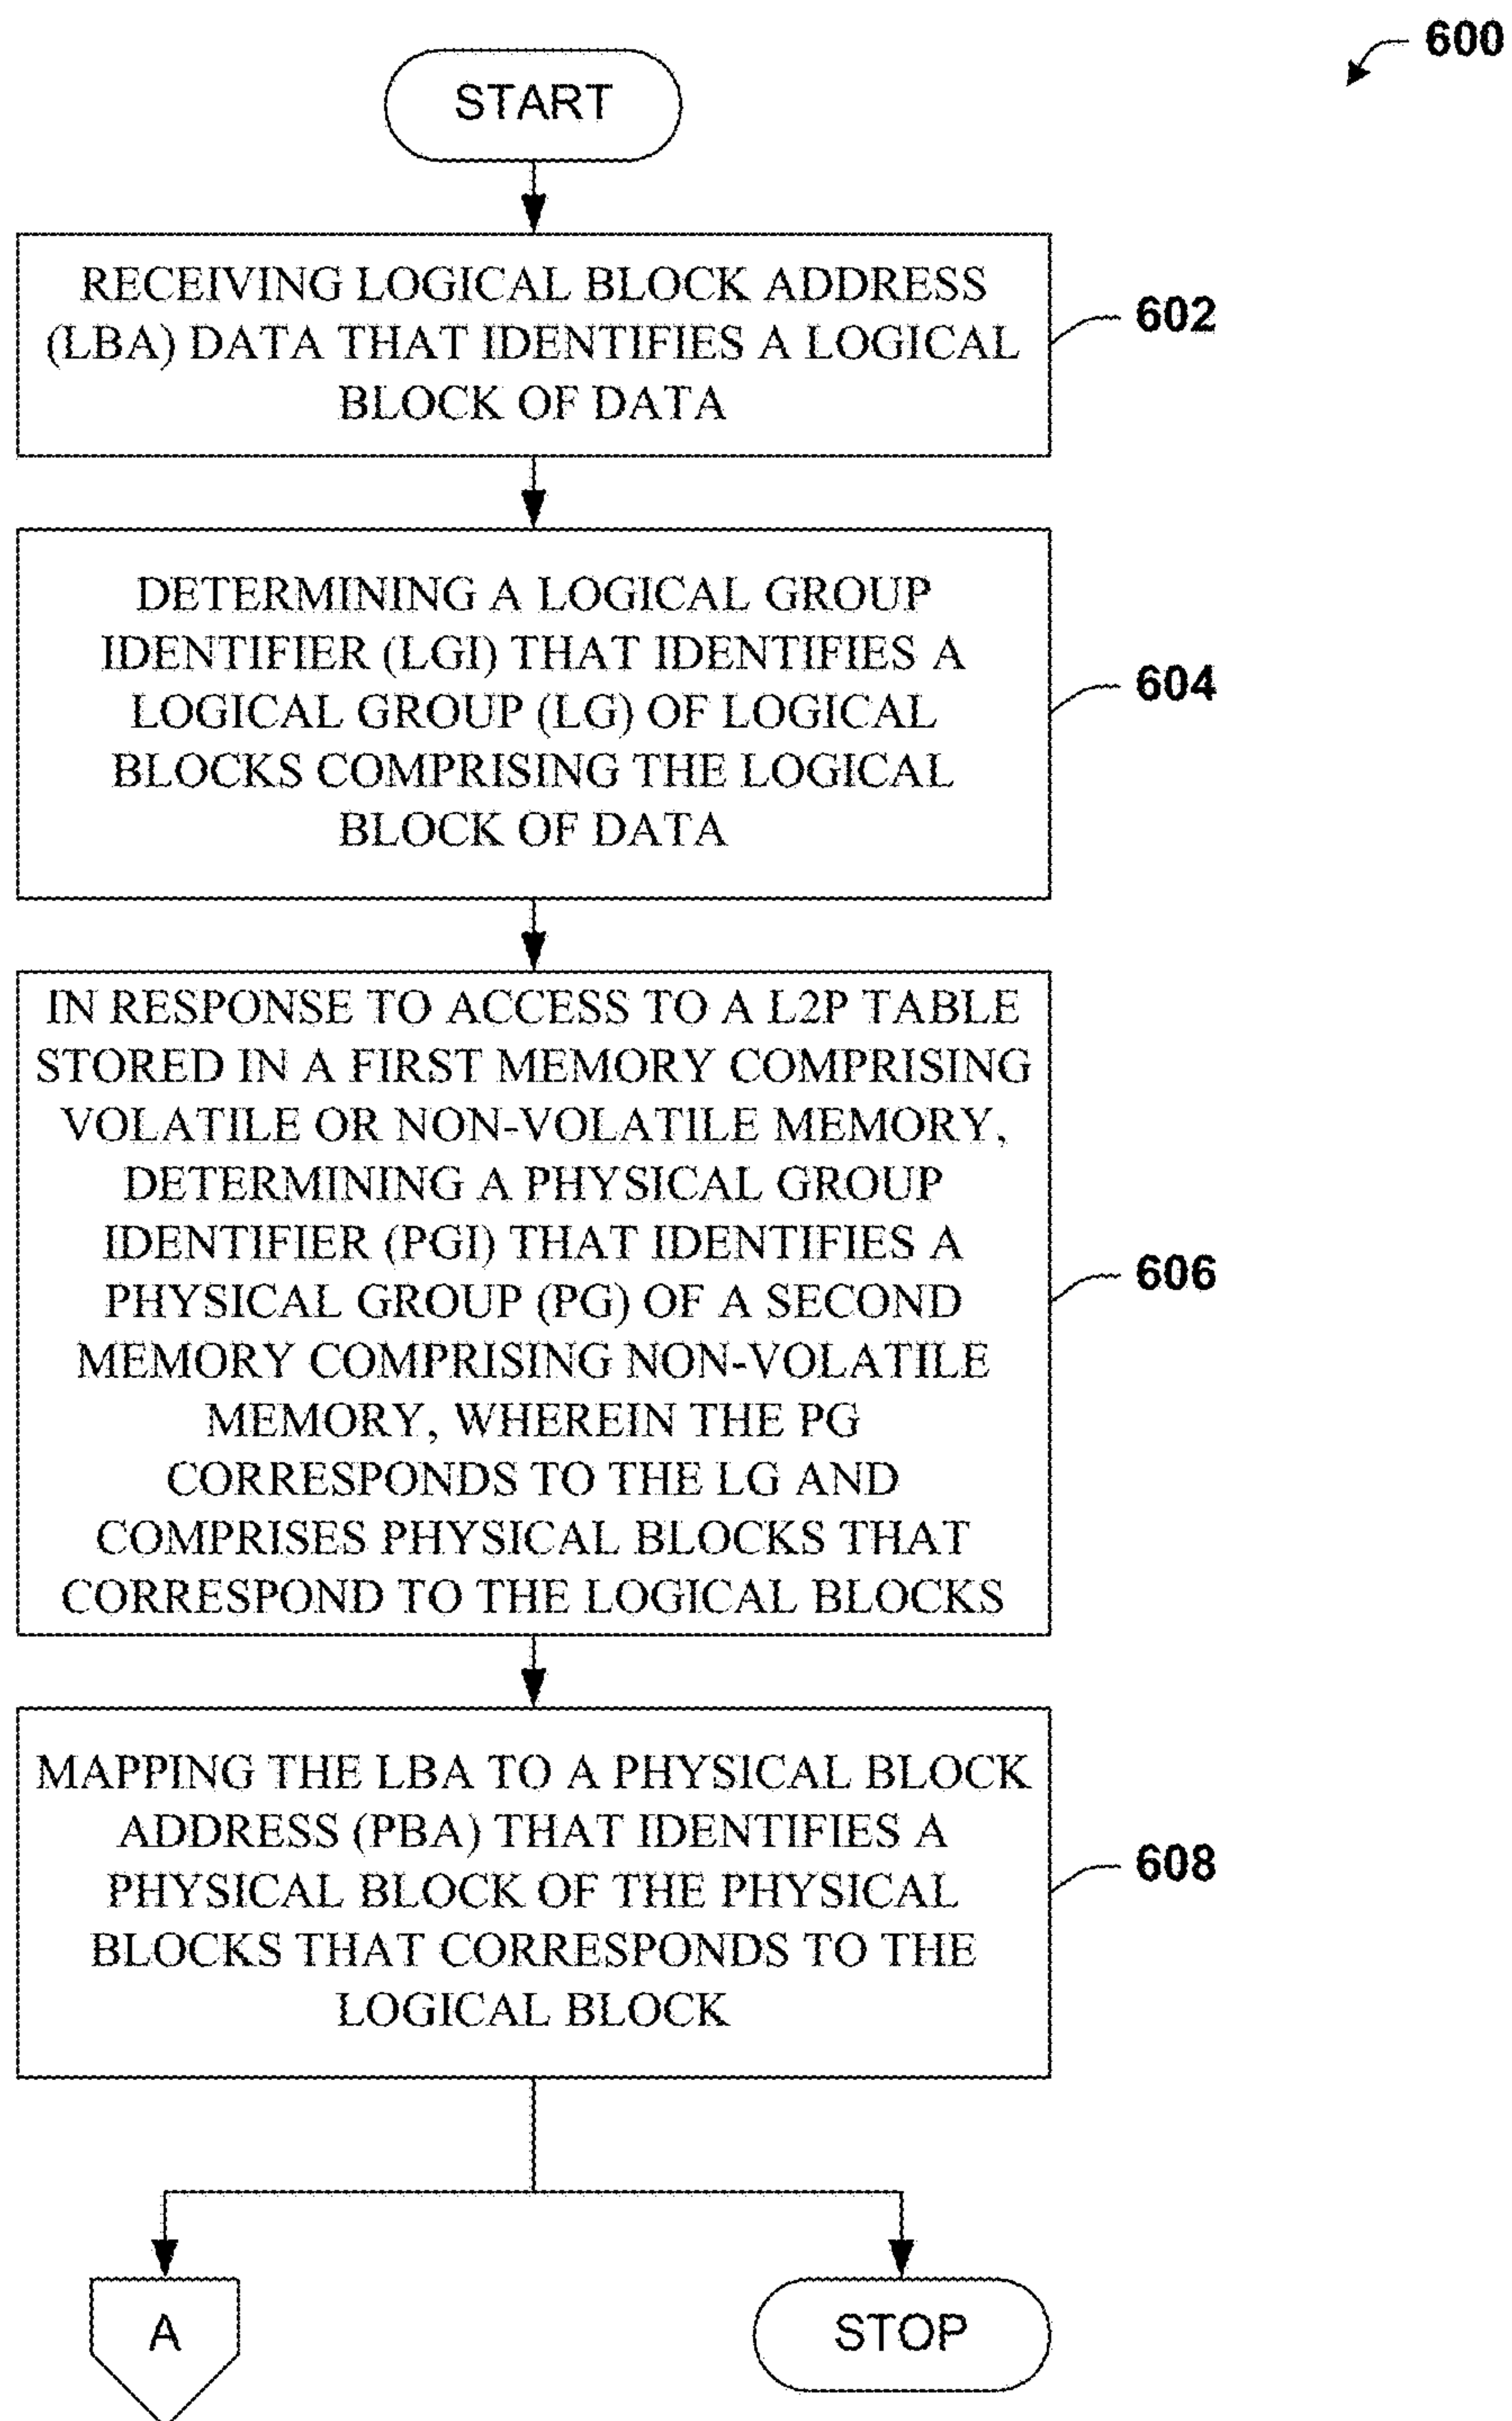 600
START
RECEIVING LOGICAL BLOCK ADDRESS
(LBA) DATA THAT IDENTIFIES A LOGICAL
BLOCK OF DATA
602
DETERMINING A LOGICAL GROUP
IDENTIFIER (LGI) THAT IDENTIFIES A
LOGICAL GROUP (LG) OF LOGICAL
BLOCKS COMPRISING THE LOGICAL
BLOCK OF DATA
604
IN RESPONSE TO ACCESS TO A L2P TABLE
STORED IN A FIRST MEMORY COMPRISING
VOLATILE OR NON-VOLATILE MEMORY,
DETERMINING A PHYSICAL GROUP
IDENTIFIER (PGI) THAT IDENTIFIES A
PHYSICAL GROUP (PG) OF A SECOND
MEMORY COMPRISING NON-VOLATILE
MEMORY, WHEREIN THE PG
CORRESPONDS TO THE LG AND
COMPRISES PHYSICAL BLOCKS THAT
CORRESPOND TO THE LOGICAL BLOCKS
606
MAPPING THE LBA TO A PHYSICAL BLOCK
ADDRESS (PBA) THAT IDENTIFIES A
PHYSICAL BLOCK OF THE PHYSICAL
BLOCKS THAT CORRESPONDS TO THE
LOGICAL BLOCK
608
A
STOP